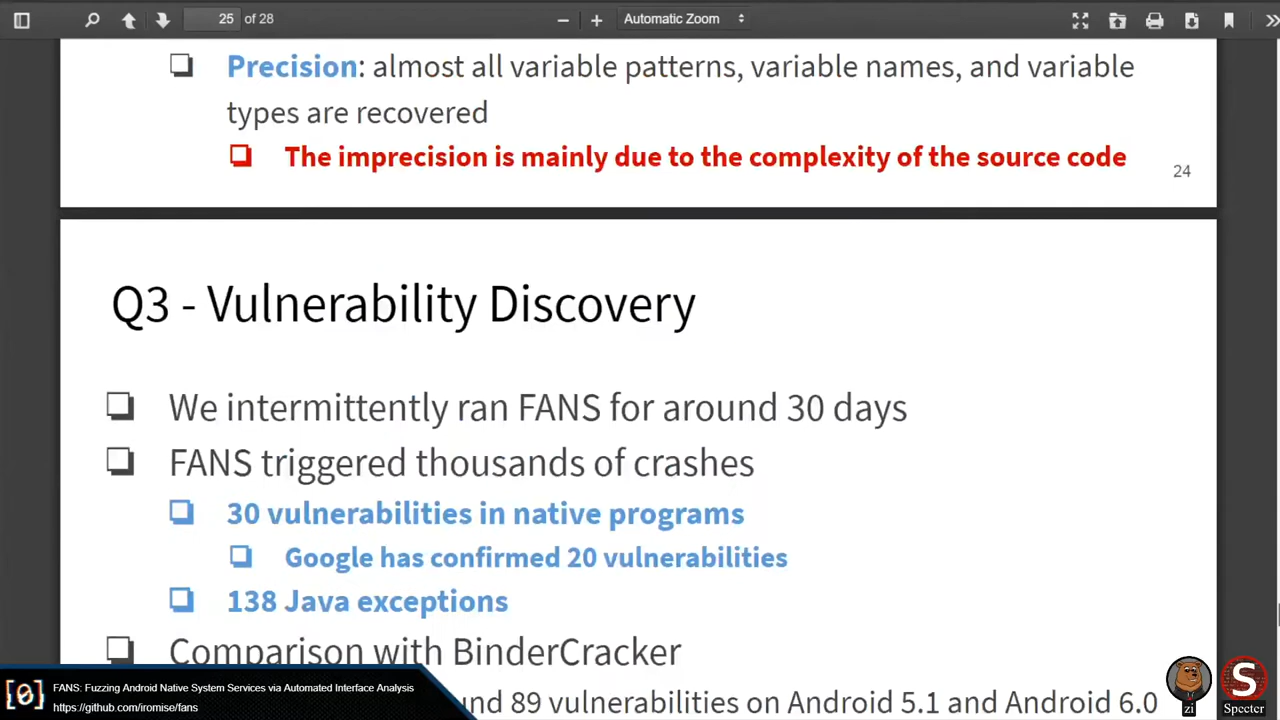 25 of 28
Automatic Zoom
Precision: almost all variable patterns, variable names, and variable
types are recovered
The imprecision is mainly due to the complexity of the source code
24
Q3 - Vulnerability Discovery
We intermittently ran FANS for around 30 days
FANS triggered thousands of crashes
30 vulnerabilities in native programs
Google has confirmed 20 vulnerabilities
138 Java exceptions
Comparison with BinderCracker
nd 89 vulnerabilities on Android 5.1 and Android 6.0
[0]
FANS: Fuzzing Android Native System Services via Automated Interface Analysis
https://github.com/iromise/fans
zi
S
Specter